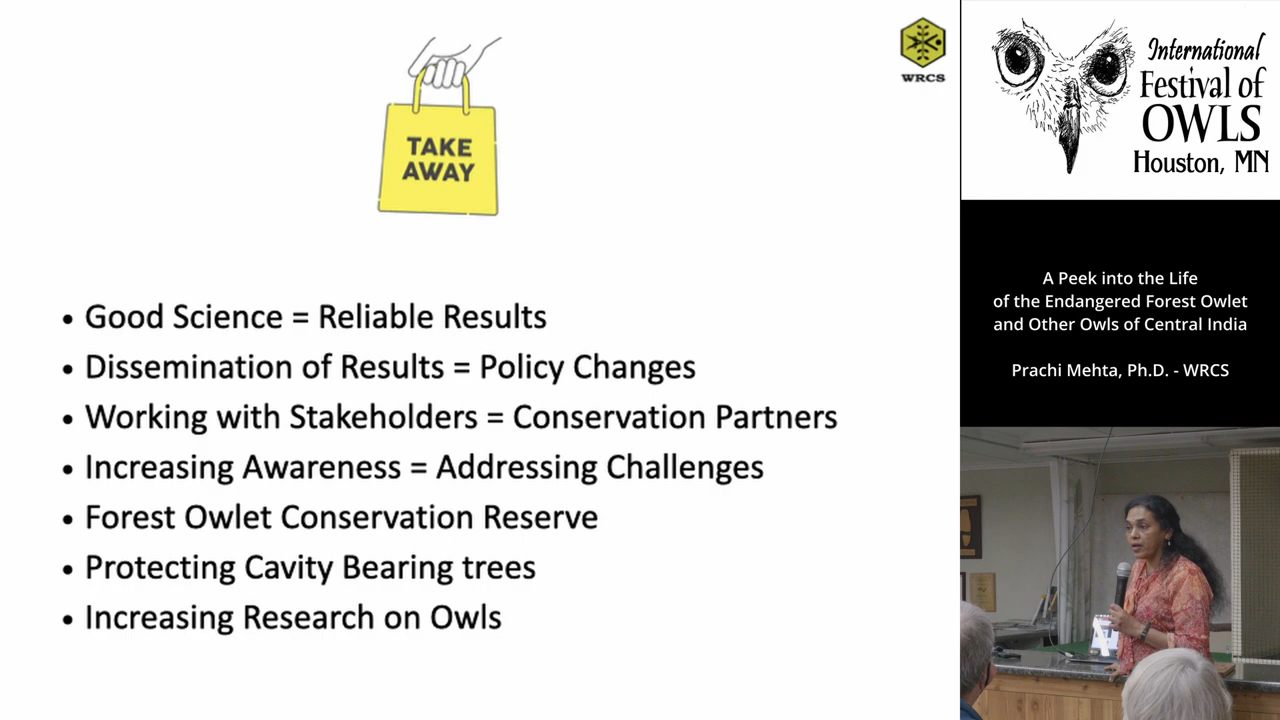 TAKE
AWAY
WRCS
• Good Science = Reliable Results
• Dissemination of Results = Policy Changes
• Working with Stakeholders = Conservation Partners
• Increasing Awareness = Addressing Challenges
• Forest Owlet Conservation Reserve
• Protecting Cavity Bearing trees
• Increasing Research on Owls
International
Festival of
OWLS
Houston, MN
A Peek into the Life
of the Endangered Forest Owlet
and Other Owls of Central India
Prachi Mehta, Ph.D. - WRCS